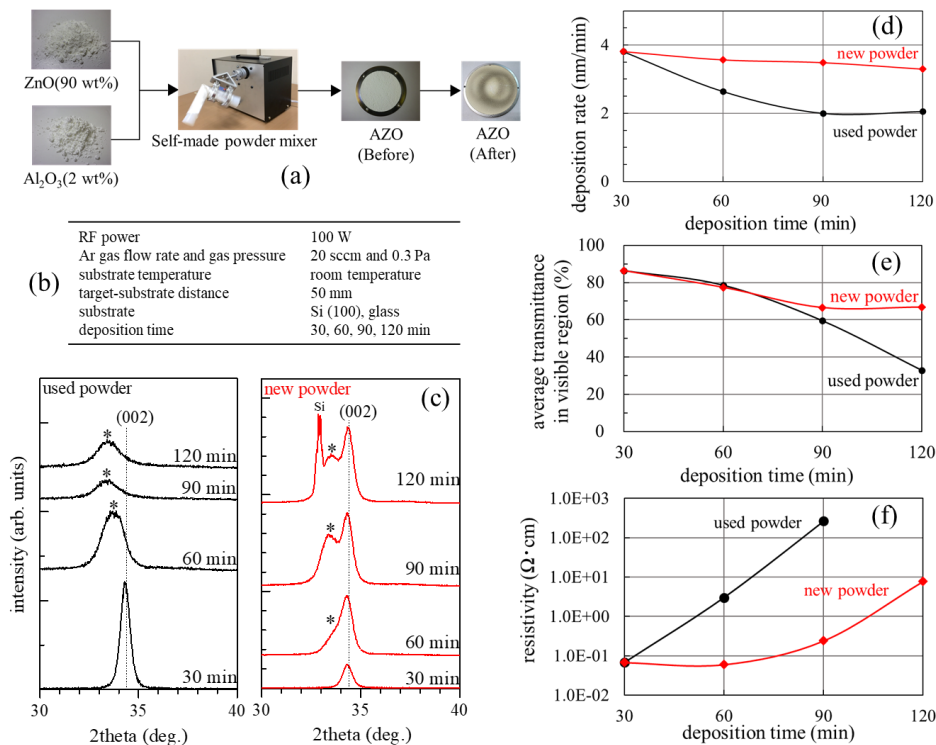 ZnO(90 wt%)
Al₂O₃(2 wt%)
Self-made powder mixer
AZO
(Before)
AZO
(After)
(a)
(b)
RF power 100 W
Ar gas flow rate and gas pressure 20 sccm and 0.3 Pa
substrate temperature room temperature
target-substrate distance 50 mm
substrate Si (100), glass
deposition time 30, 60, 90, 120 min
(c)
used powder
(002)
*
120 min
*
90 min
*
60 min
30 min
30 35 40
2theta (deg.)
intensity (arb. units)
new powder
Si
(002)
*
120 min
*
90 min
*
60 min
30 min
30 35 40
2theta (deg.)
(d)
new powder
used powder
6
4
2
0
30 60 90 120
deposition time (min)
deposition rate (nm/min)
(e)
new powder
used powder
100
80
60
40
20
0
30 60 90 120
deposition time (min)
average transmittance
in visible region (%)
(f)
used powder
new powder
1.0E+03
1.0E+02
1.0E+01
1.0E+00
1.0E-01
1.0E-02
30 60 90 120
deposition time (min)
resistivity (Ω·cm)